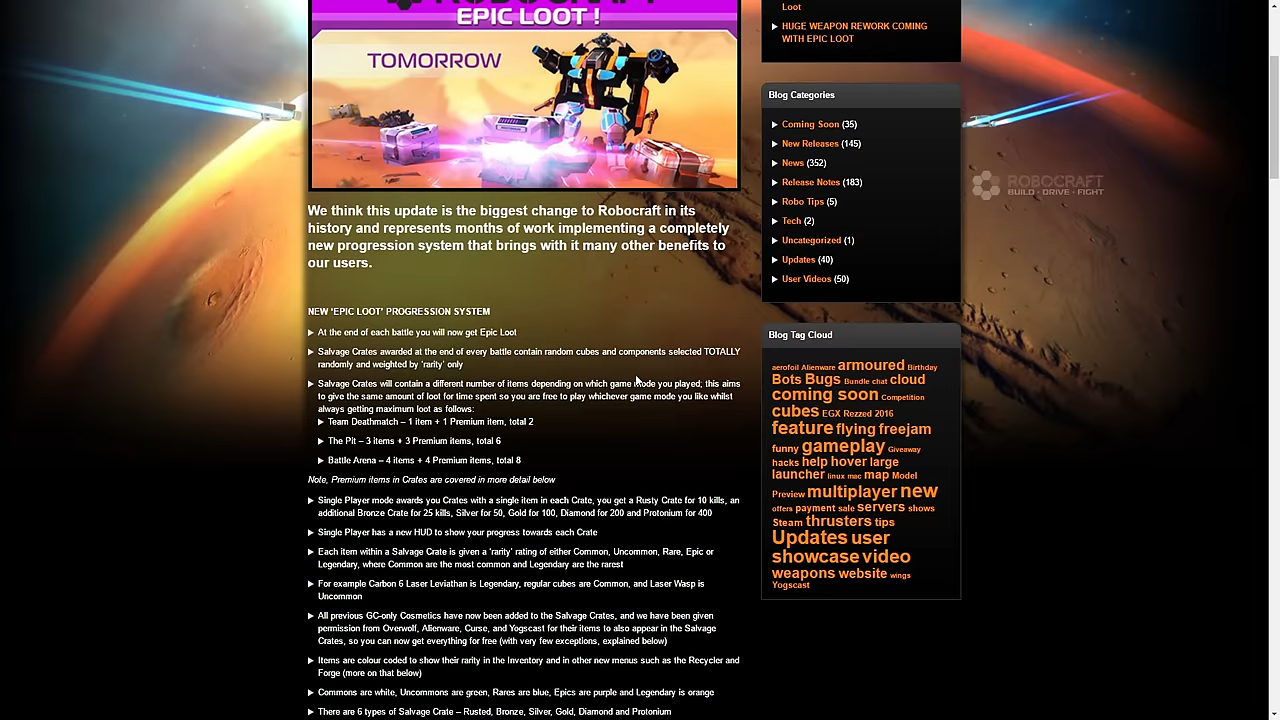 EPIC LOOT !
TOMORROW
We think this update is the biggest change to Robocraft in its
history and represents months of work implementing a completely
new progression system that brings with it many other benefits to
our users.
NEW 'EPIC LOOT' PROGRESSION SYSTEM
At the end of each battle you will now get Epic Loot
Salvage Crates awarded at the end of every battle contain random cubes and components selected TOTALLY
randomly and weighted by 'rarity' only
Salvage Crates will contain a different number of items depending on which game mode you played; this aims
to give the same amount of loot for time spent so you are free to play whichever game mode you like whilst
always getting maximum loot as follows:
Team Deathmatch – 1 item + 1 Premium item, total 2
The Pit – 3 items + 3 Premium items, total 6
Battle Arena – 4 items + 4 Premium items, total 8
Note, Premium items in Crates are covered in more detail below
Single Player mode awards you Crates with a single item in each Crate, you get a Rusty Crate for 10 kills, an
additional Bronze Crate for 25 kills, Silver for 50, Gold for 100, Diamond for 200 and Protonium for 400
Single Player has a new HUD to show your progress towards each Crate
Each item within a Salvage Crate is given a 'rarity' rating of either Common, Uncommon, Rare, Epic or
Legendary, where Common are the most common and Legendary are the rarest
For example Carbon 6 Laser Leviathan is Legendary, regular cubes are Common, and Laser Wasp is
Uncommon
All previous GC-only Cosmetics have now been added to the Salvage Crates, and we have been given
permission from Overwolf, Alienware, Curse, and Yogscast for their items to also appear in the Salvage
Crates, so you can now get everything for free (with very few exceptions, explained below)
Items are colour coded to show their rarity in the Inventory and in other new menus such as the Recycler and
Forge (more on that below)
Commons are white, Uncommons are green, Rares are blue, Epics are purple and Legendary is orange
There are 6 types of Salvage Crate – Rusted, Bronze, Silver, Gold, Diamond and Protonium
Loot
HUGE WEAPON REWORK COMING
WITH EPIC LOOT
Blog Categories
Coming Soon (35)
New Releases (145)
News (352)
Release Notes (183)
Robo Tips (5)
Tech (2)
Uncategorized (1)
Updates (40)
User Videos (50)
Blog Tag Cloud
aerofoil Alienware armoured Birthday
Bots Bugs Bundle chat cloud
coming soon Competition
cubes EGX Rezzed 2016
feature flying freejam
funny gameplay Giveaway
hacks help hover large
launcher linux mac map Model
Preview multiplayer new
offers payment sale servers shows
Steam thrusters tips
Updates user
showcase video
weapons website wings
Yogscast
ROBOCRAFT
BUILD · DRIVE · FIGHT